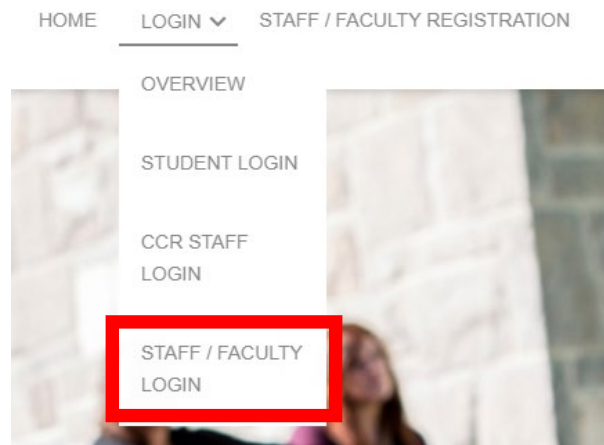 HOME LOGIN STAFF / FACULTY REGISTRATION
OVERVIEW
STUDENT LOGIN
CCR STAFF
LOGIN
STAFF / FACULTY
LOGIN